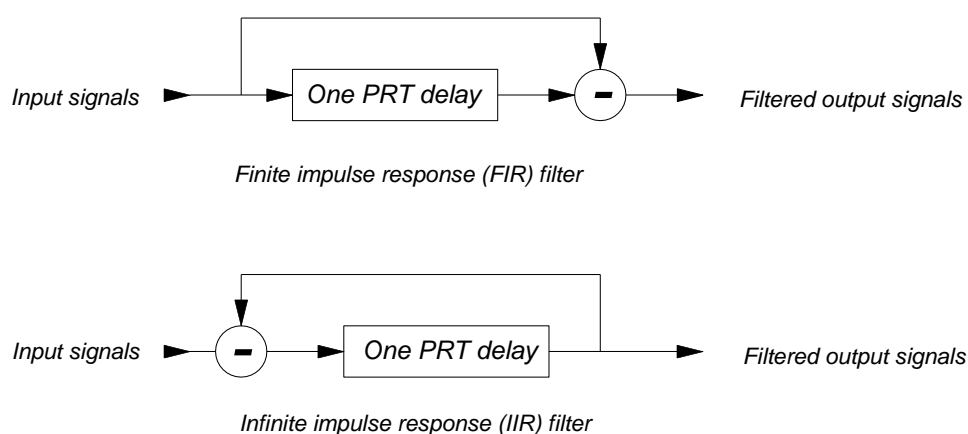 Input signals
One PRT delay
-
Filtered output signals
Finite impulse response (FIR) filter
Input signals
-
One PRT delay
Filtered output signals
Infinite impulse response (IIR) filter